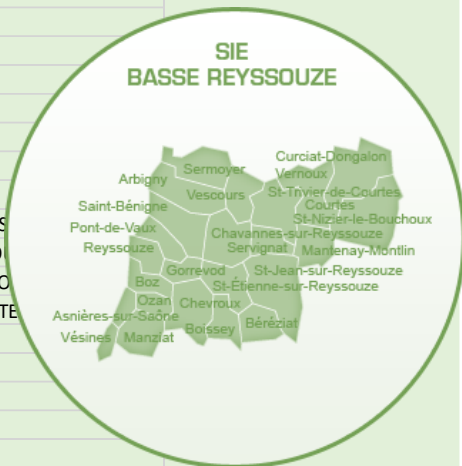 SIE
BASSE REYSSOUZE
Curciat-Dongalon
Sermoyer
Vernoux
Arbigny
Vescours
St-Trivier-de-Courtes
Courtes
Saint-Bénigne
St-Nizier-le-Bouchoux
Pont-de-Vaux
Chavannes-sur-Reyssouze
Reyssouze
Servignat
Mantenay-Montlin
Gorrevod
St-Jean-sur-Reyssouze
Boz
St-Étienne-sur-Reyssouze
Ozan
Chevroux
Asnières-sur-Saône
Béréziat
Boissey
Vésines
Manziat